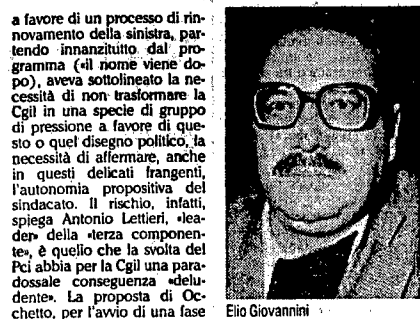 a favore di un processo di rin-
novamento della sinistra, par-
tendo innanzitutto dal pro-
gramma («il nome viene do-
po»), aveva sottolineato la ne-
cessità di non trasformare la
Cgil in una specie di gruppo
di pressione a favore di que-
sto o quel disegno politico, la
necessità di affermare, anche
in questi delicati frangenti,
l'autonomia propositiva del
sindacato. Il rischio, infatti,
spiega Antonio Lettieri, «lea-
der» della «terza componen-
te», è quello che la svolta del
Pci abbia per la Cgil una para-
dossale conseguenza «delu-
dente». La proposta di Oc-
chetto, per l'avvio di una fase
Elio Giovannini